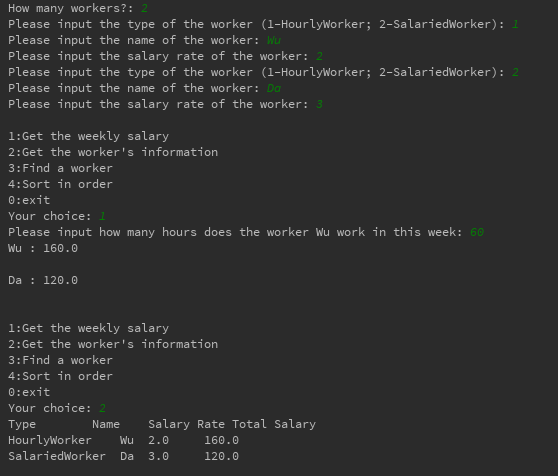 How many workers?: 2
Please input the type of the worker (1-HourlyWorker; 2-SalariedWorker): 1
Please input the name of the worker: Wu
Please input the salary rate of the worker: 2
Please input the type of the worker (1-HourlyWorker; 2-SalariedWorker): 2
Please input the name of the worker: Da
Please input the salary rate of the worker: 3
1:Get the weekly salary
2:Get the worker's information
3:Find a worker
4:Sort in order
0:exit
Your choice: 1
Please input how many hours does the worker Wu work in this week: 60
Wu : 160.0
Da : 120.0
1:Get the weekly salary
2:Get the worker's information
3:Find a worker
4:Sort in order
0:exit
Your choice: 2
Type        Name    Salary Rate Total Salary
HourlyWorker    Wu  2.0     160.0
SalariedWorker  Da  3.0     120.0